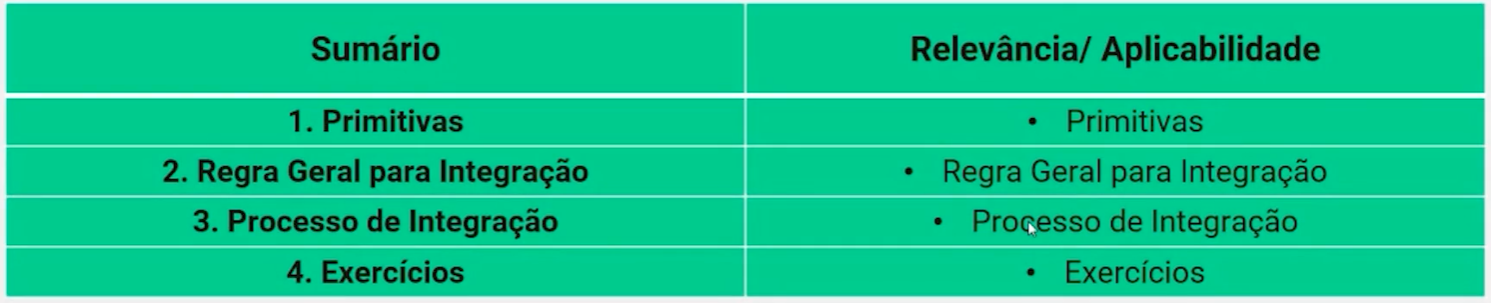 Sumário
Relevância/ Aplicabilidade
1. Primitivas
• Primitivas
2. Regra Geral para Integração
• Regra Geral para Integração
3. Processo de Integração
• Processo de Integração
4. Exercícios
• Exercícios